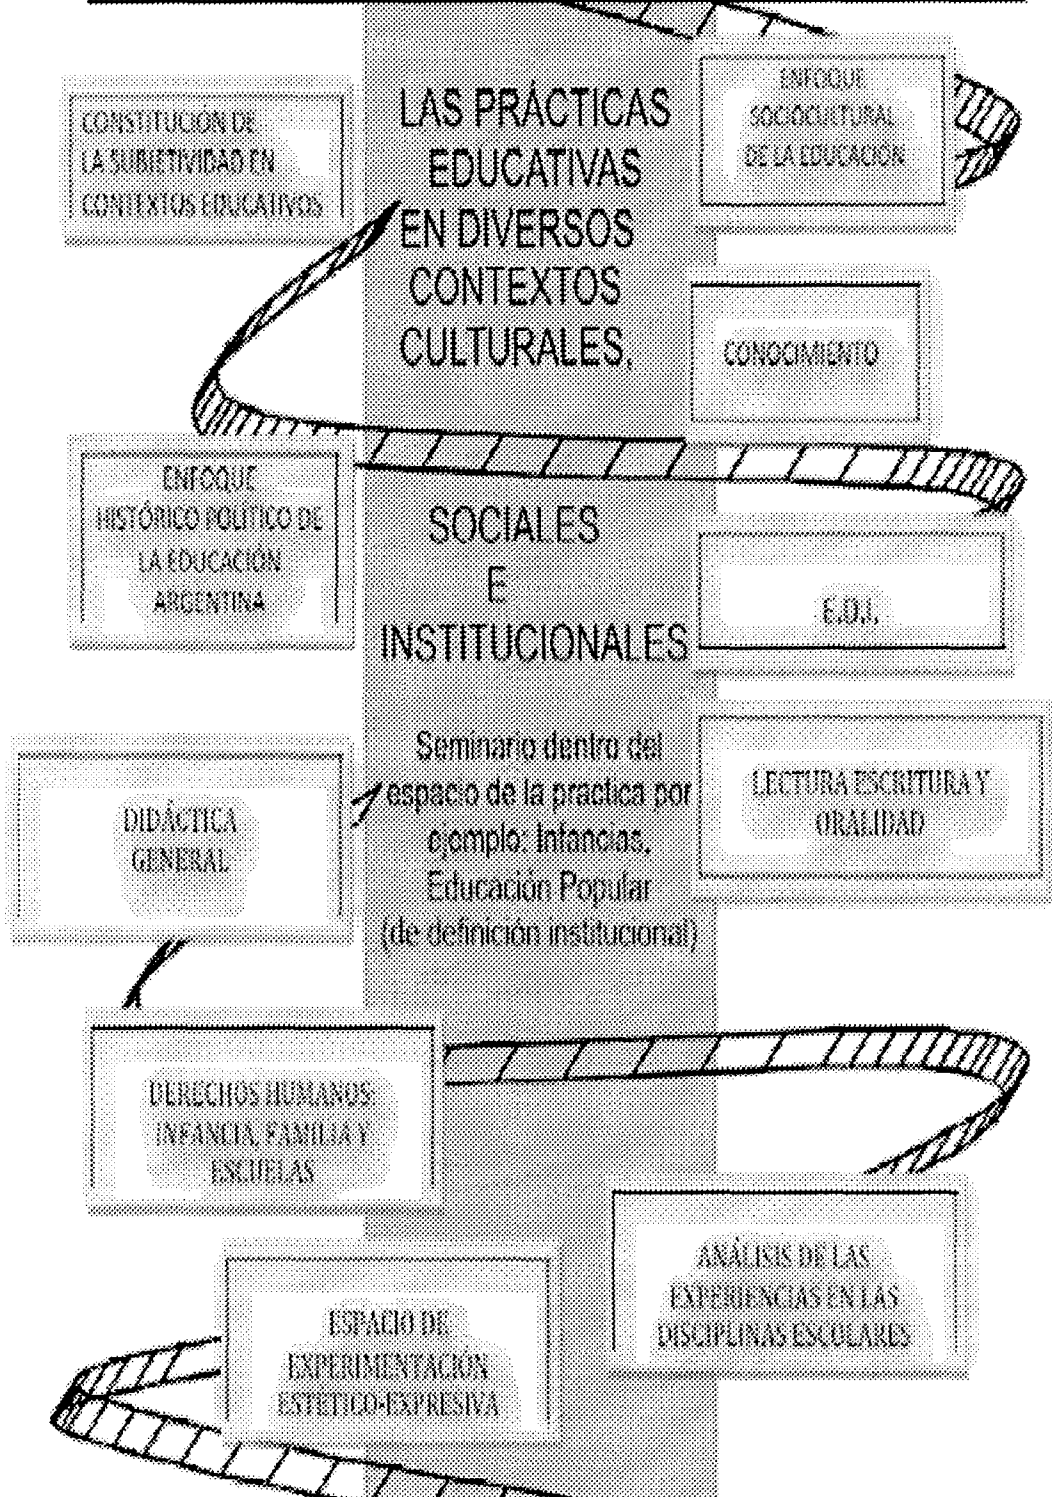 CONSTITUCIÓN DE
LA SUBJETIVIDAD EN
CONTEXTOS EDUCATIVOS
LAS PRÁCTICAS
EDUCATIVAS
EN DIVERSOS
CONTEXTOS
CULTURALES,
ENFOQUE
SOCIOCULTURAL
DE LA EDUCACIÓN
CONOCIMIENTO
ENFOQUE
HISTÓRICO POLÍTICO DE
LA EDUCACIÓN
ARGENTINA
SOCIALES
E
INSTITUCIONALES
E.D.I.
Seminario dentro del
espacio de la práctica por
ejemplo: Infancias,
Educación Popular
(de definición institucional)
LECTURA ESCRITURA Y
ORALIDAD
DIDÁCTICA
GENERAL
DERECHOS HUMANOS:
INFANCIA, FAMILIA Y
ESCUELAS
ANÁLISIS DE LAS
EXPERIENCIAS EN LAS
DISCIPLINAS ESCOLARES
ESPACIO DE
EXPERIMENTACIÓN
ESTÉTICO-EXPRESIVA